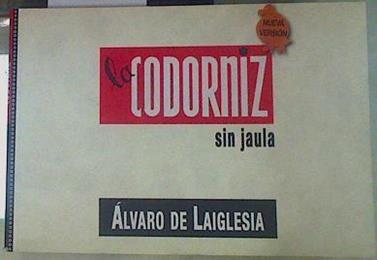 NUEVA
VERSIÓN
la CODORNIZ
sin jaula
ÁLVARO DE LAIGLESIA